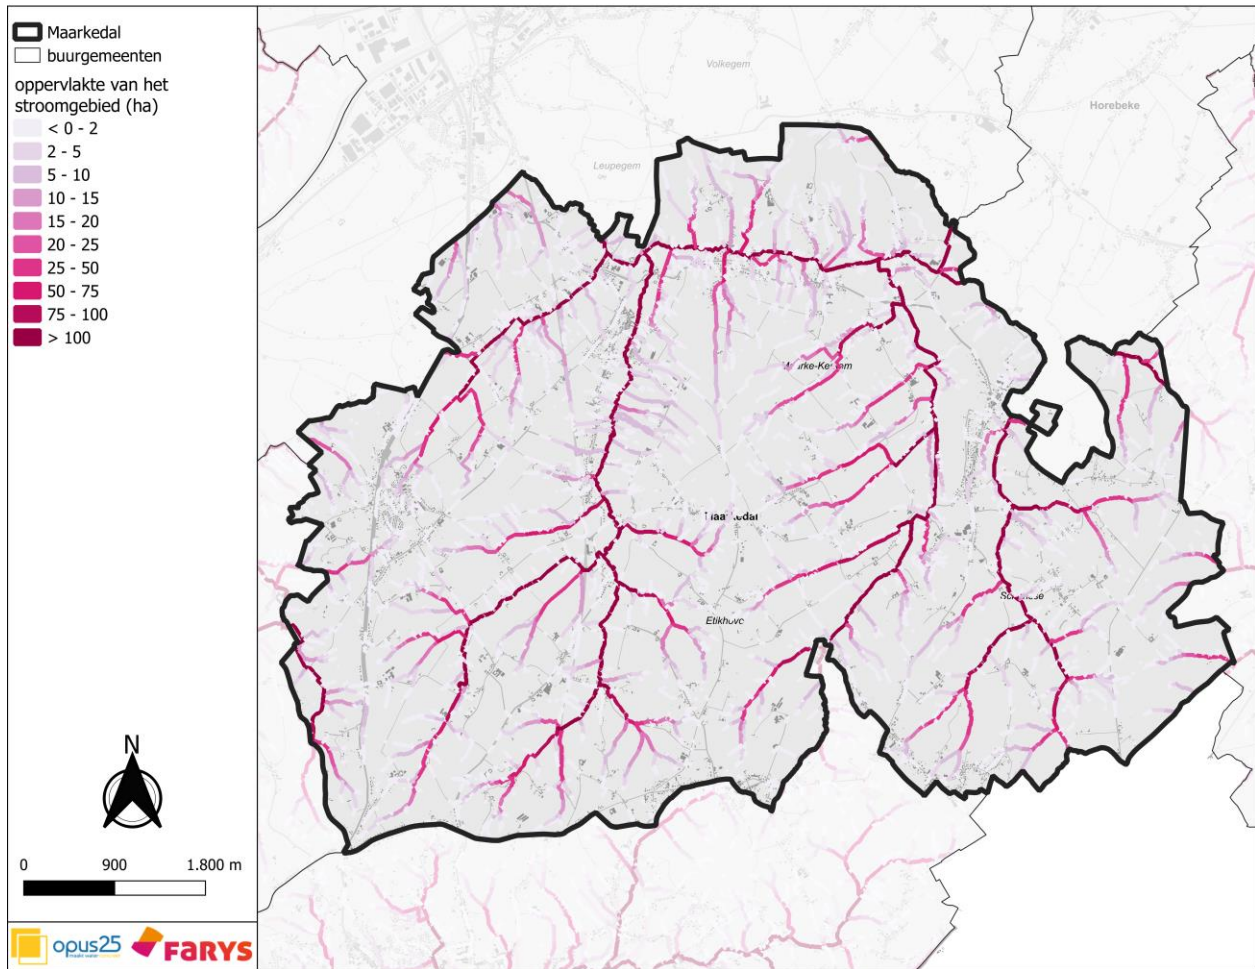 Maarkedal
buurgemeenten
oppervlakte van het
stroomgebied (ha)
< 0 - 2
2 - 5
5 - 10
10 - 15
15 - 20
20 - 25
25 - 50
50 - 75
75 - 100
> 100
N
0 900 1.800 m
opus25
FARYS
Volkegem
Horebeke
Leupegem
Etikhove